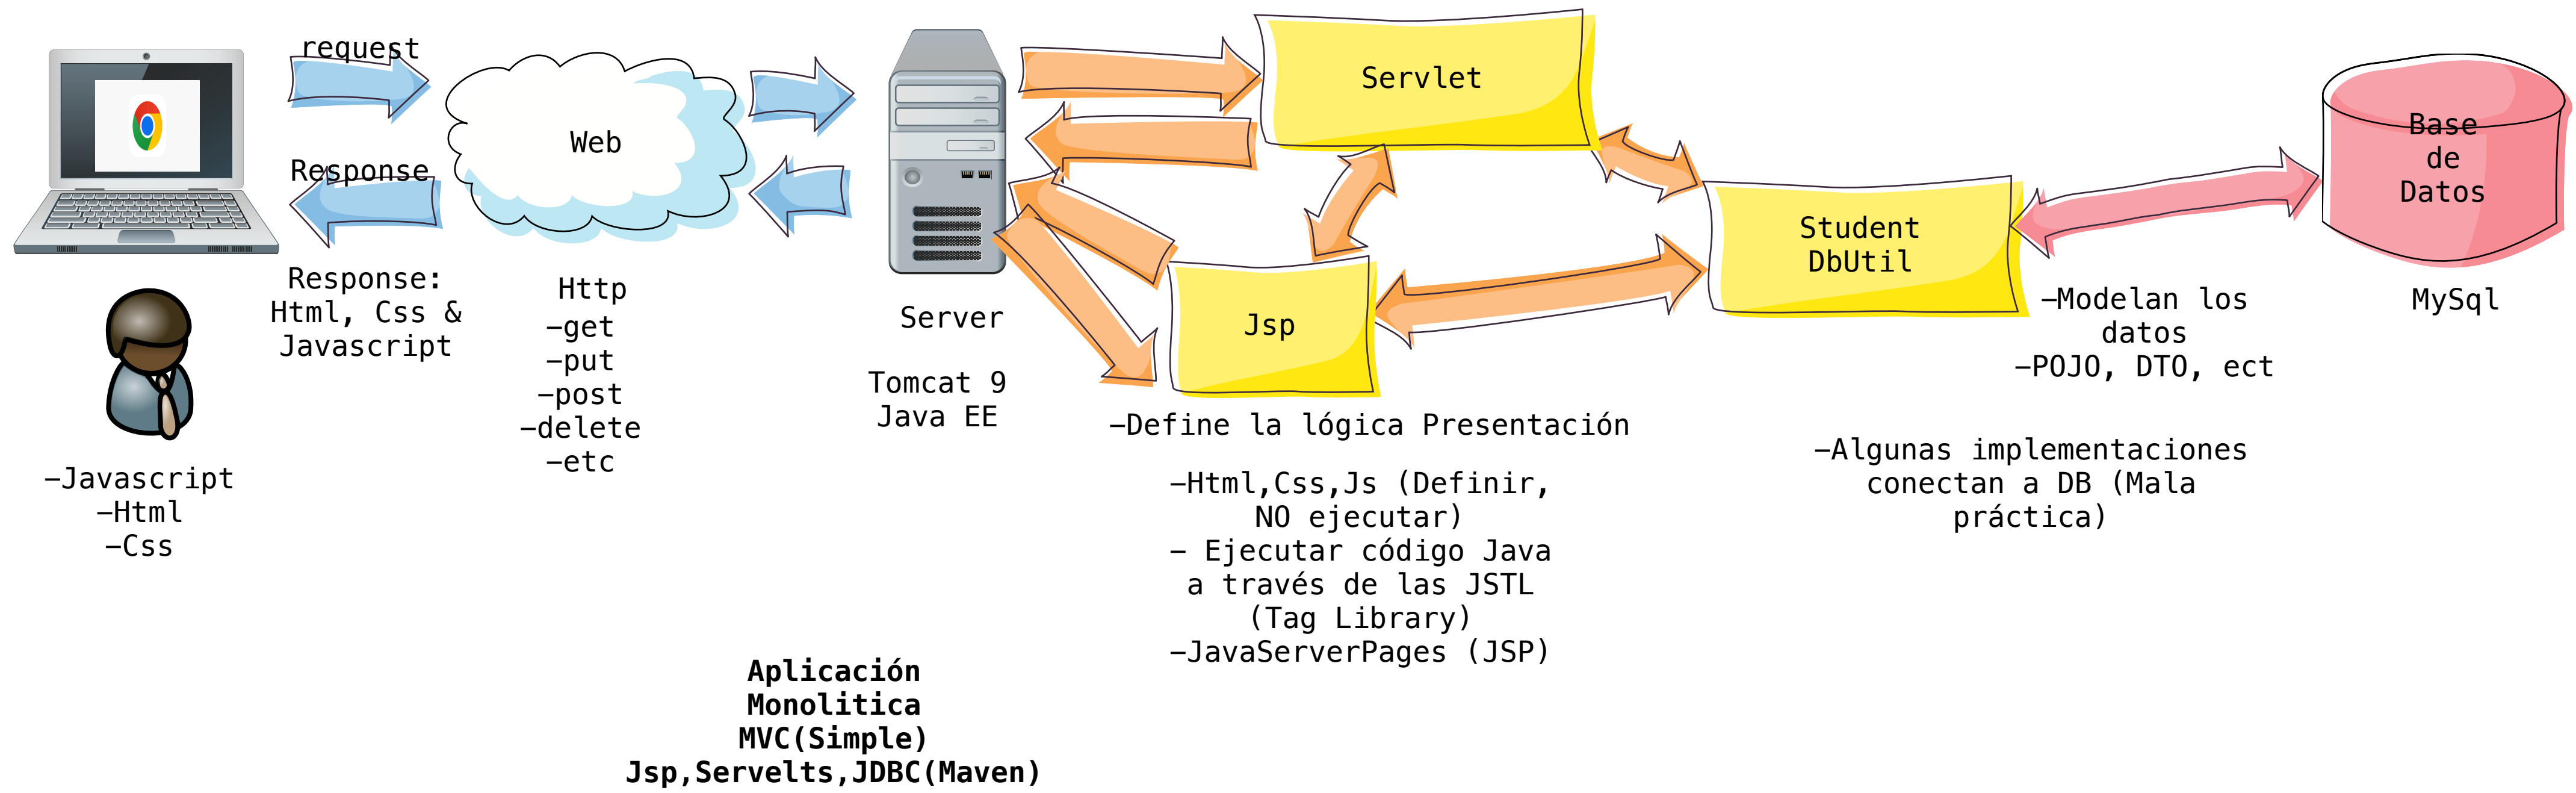 request
Response
Response:
Html, Css &
Javascript
-Javascript
-Html
-Css
Web
Http
-get
-put
-post
-delete
-etc
Server
Tomcat 9
Java EE
Servlet
Jsp
-Define la lógica Presentación
-Html,Css,Js (Definir,
NO ejecutar)
- Ejecutar código Java
a través de las JSTL
(Tag Library)
-JavaServerPages (JSP)
Student
DbUtil
-Modelan los
datos
-POJO, DTO, ect
-Algunas implementaciones
conectan a DB (Mala
práctica)
Base
de
Datos
MySql
Aplicación
Monolitica
MVC(Simple)
Jsp,Servelts,JDBC(Maven)